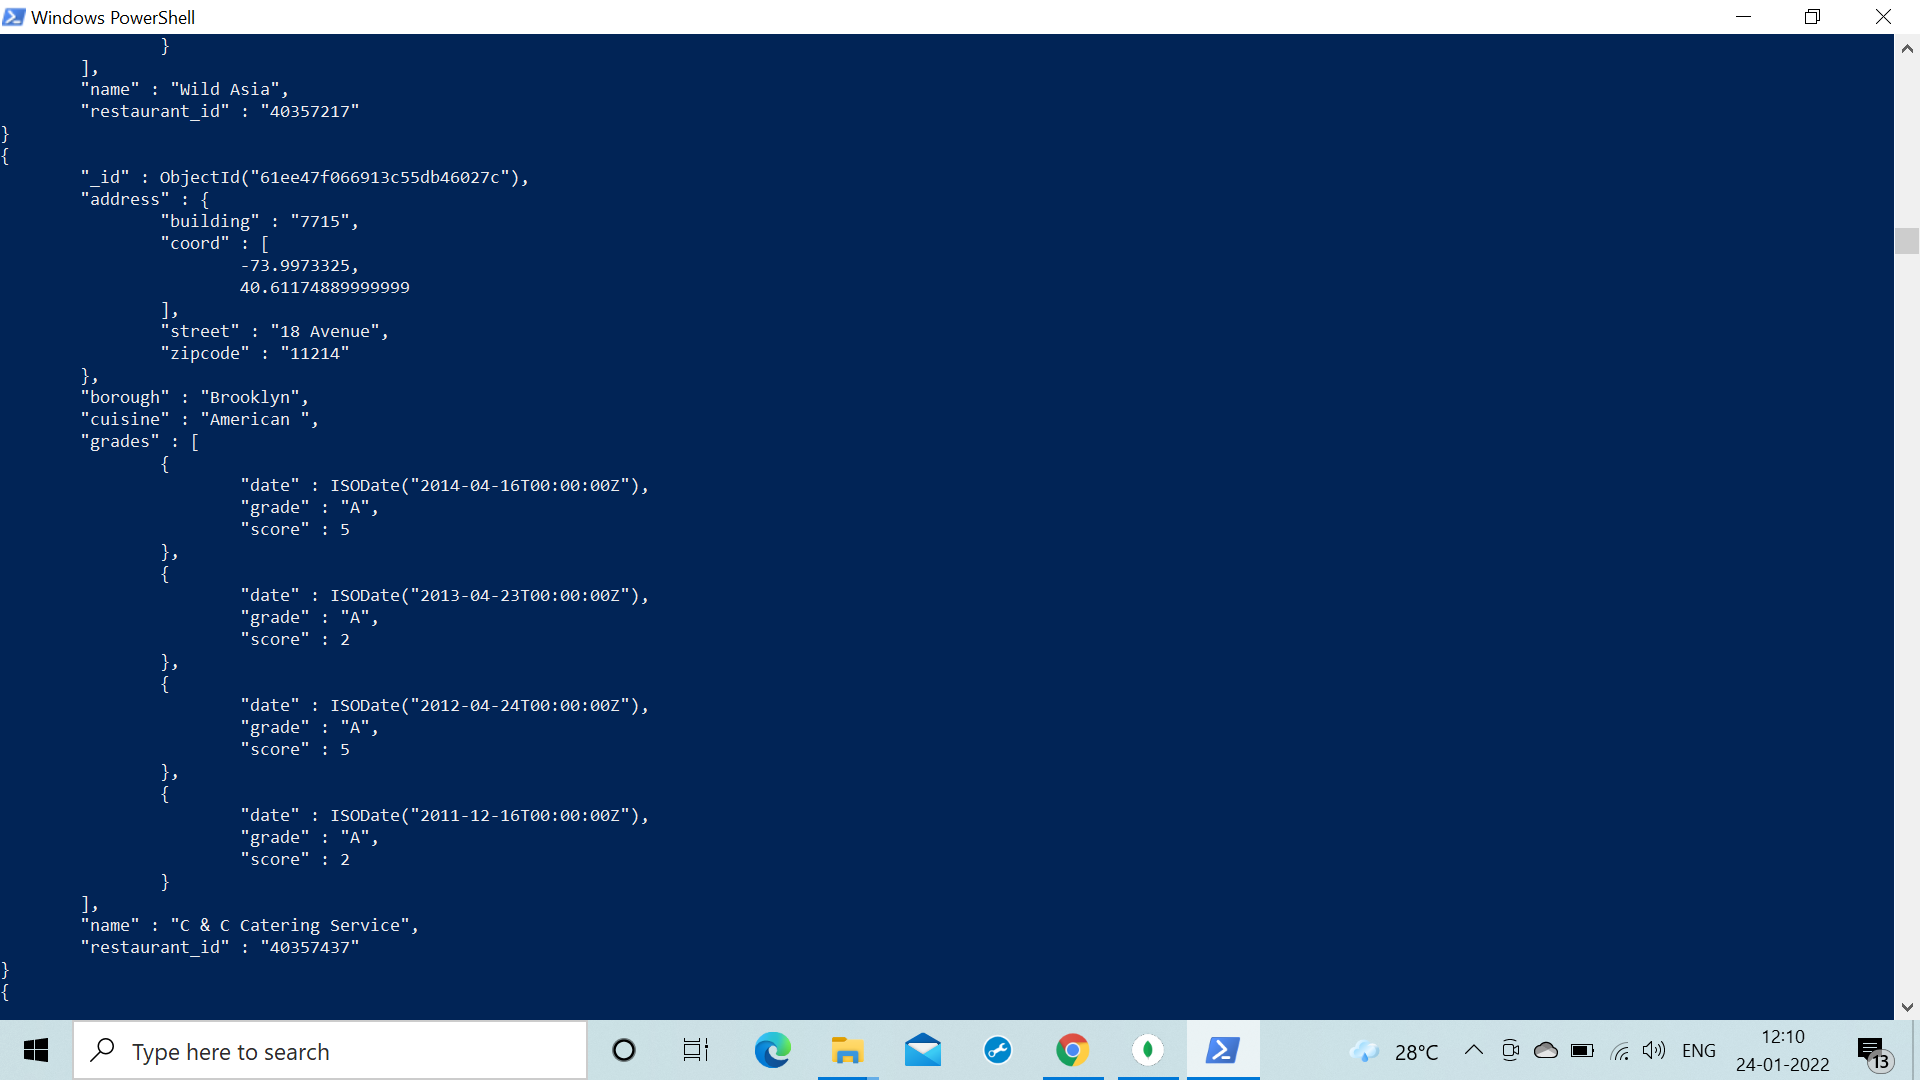 Windows PowerShell
                }
        ],
        "name" : "Wild Asia",
        "restaurant_id" : "40357217"
}
{
        "_id" : ObjectId("61ee47f066913c55db46027c"),
        "address" : {
                "building" : "7715",
                "coord" : [
                        -73.9973325,
                        40.61174889999999
                ],
                "street" : "18 Avenue",
                "zipcode" : "11214"
        },
        "borough" : "Brooklyn",
        "cuisine" : "American ",
        "grades" : [
                {
                        "date" : ISODate("2014-04-16T00:00:00Z"),
                        "grade" : "A",
                        "score" : 5
                },
                {
                        "date" : ISODate("2013-04-23T00:00:00Z"),
                        "grade" : "A",
                        "score" : 2
                },
                {
                        "date" : ISODate("2012-04-24T00:00:00Z"),
                        "grade" : "A",
                        "score" : 5
                },
                {
                        "date" : ISODate("2011-12-16T00:00:00Z"),
                        "grade" : "A",
                        "score" : 2
                }
        ],
        "name" : "C & C Catering Service",
        "restaurant_id" : "40357437"
}
{
Type here to search
28°C
ENG
12:10
24-01-2022
13